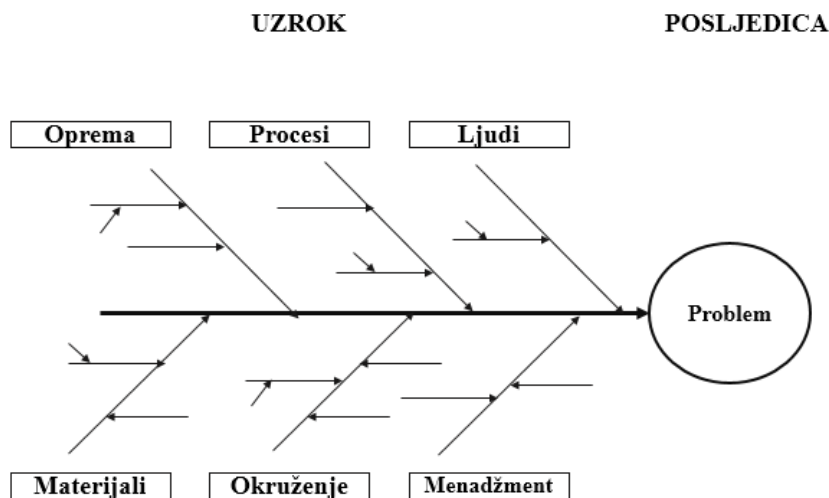 UZROK
POSLJEDICA
Oprema
Procesi
Ljudi
Problem
Materijali
Okruženje
Menadžment